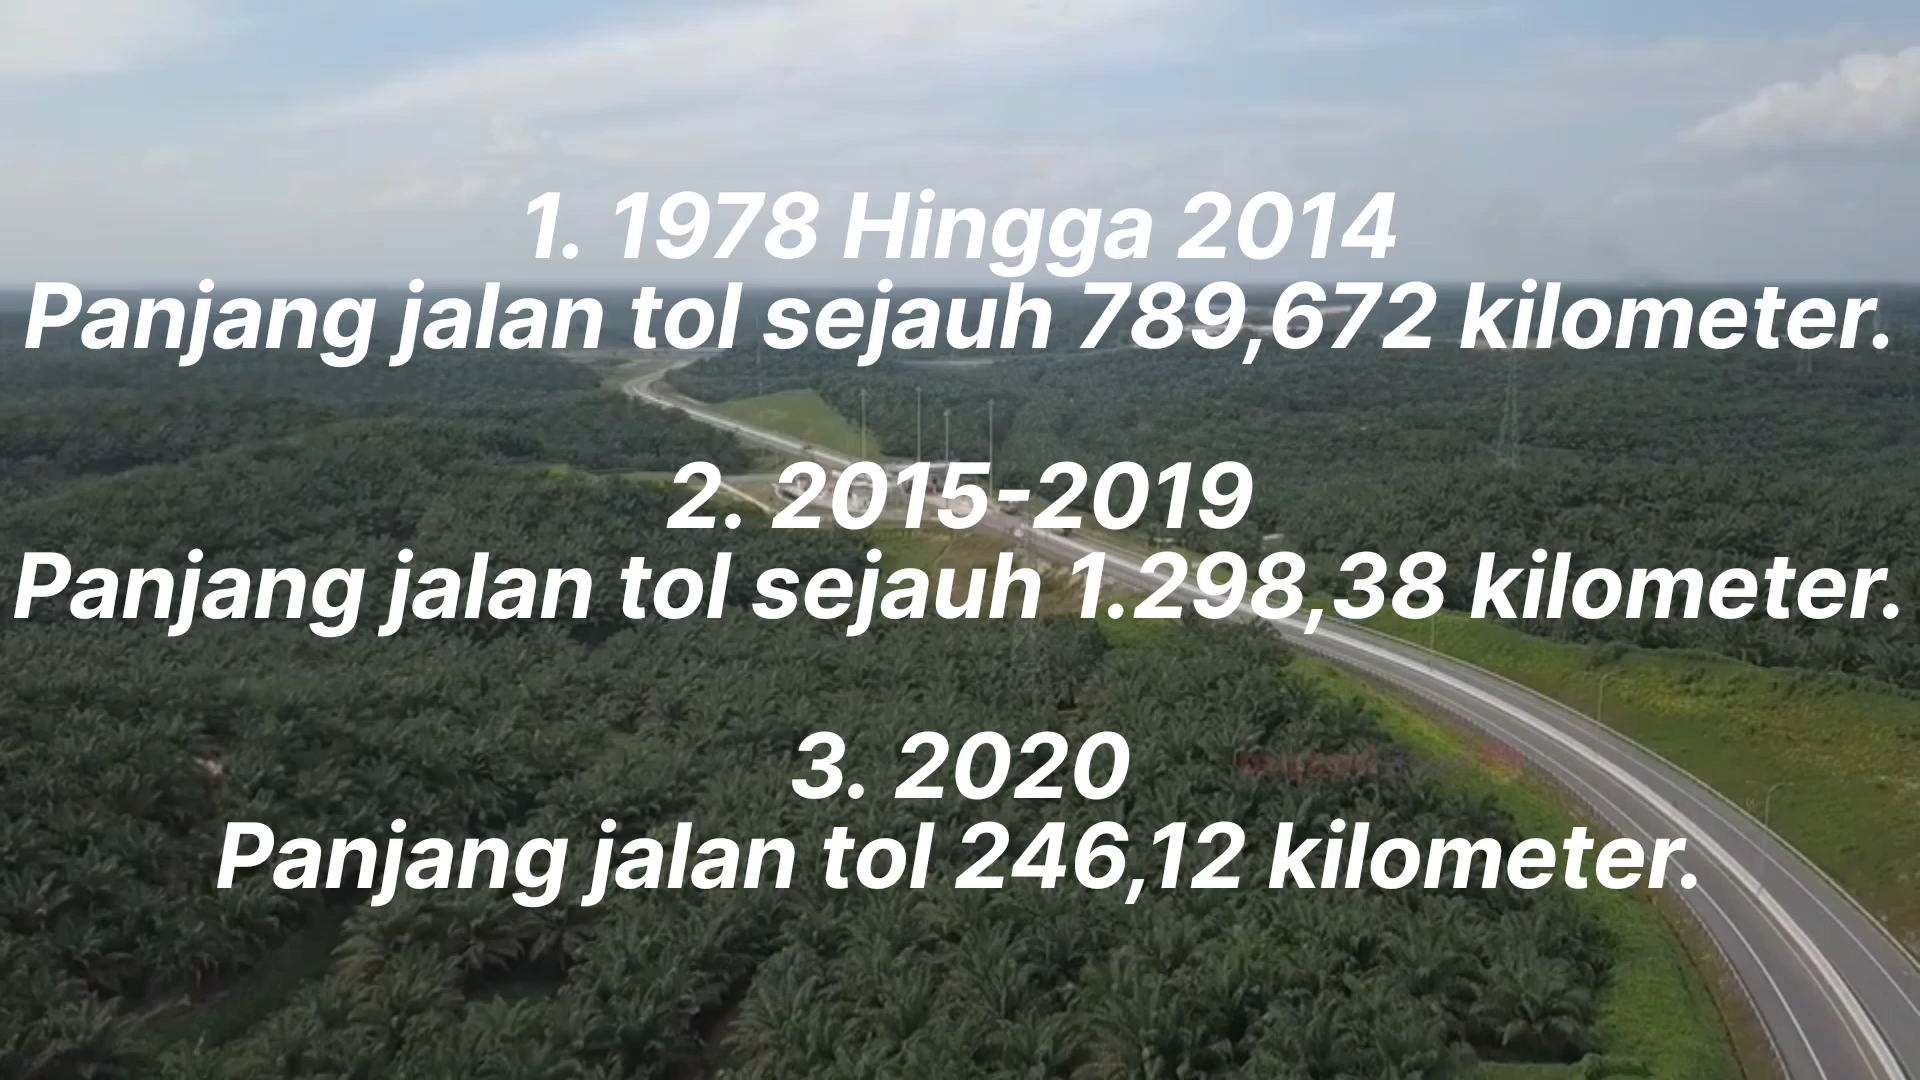 1. 1978 Hingga 2014
Panjang jalan tol sejauh 789,672 kilometer.
2. 2015-2019
Panjang jalan tol sejauh 1.298,38 kilometer.
3. 2020
Panjang jalan tol 246,12 kilometer.